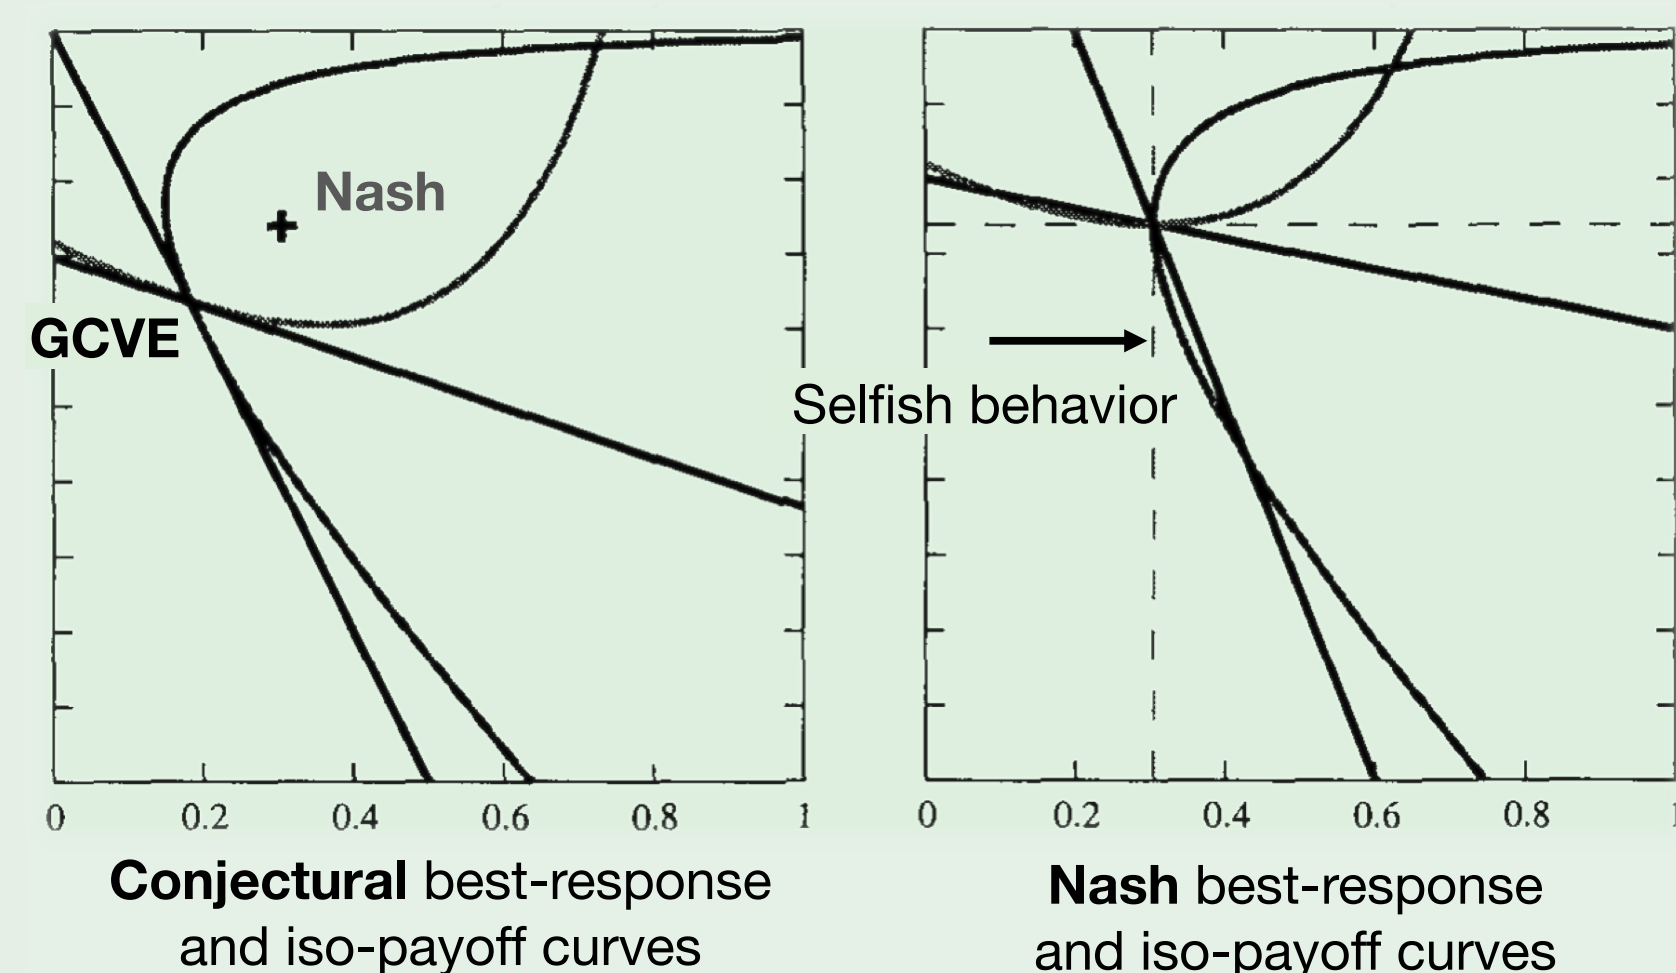 Nash
GCVE
0 0.2 0.4 0.6 0.8 1
Conjectural best-response
and iso-payoff curves
Selfish behavior
0 0.2 0.4 0.6 0.8
Nash best-response
and iso-payoff curves